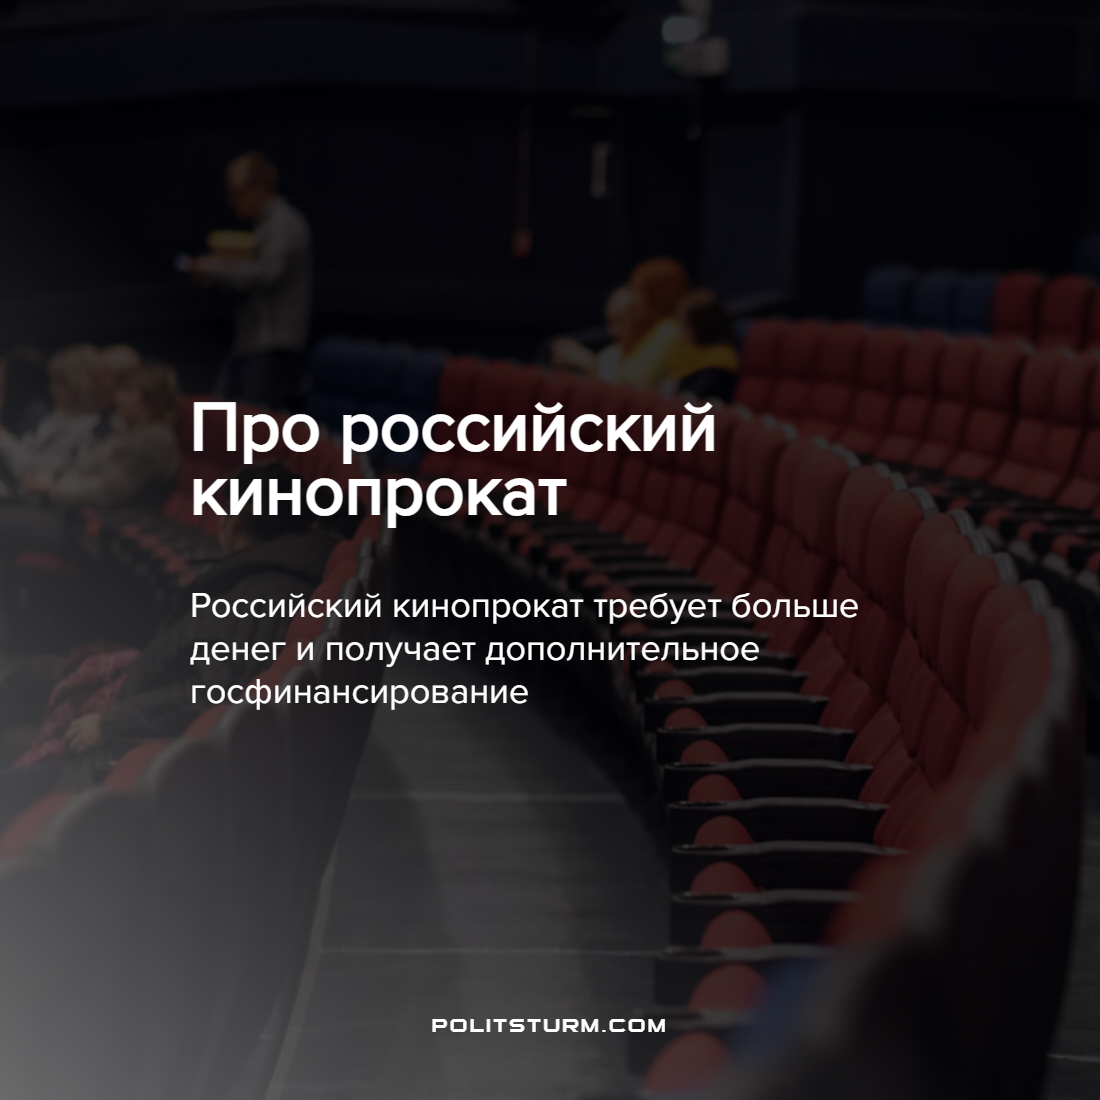 Про российский
кинопрокат
Российский кинопрокат требует больше
денег и получает дополнительное
госфинансирование
POLITSTURM.COM